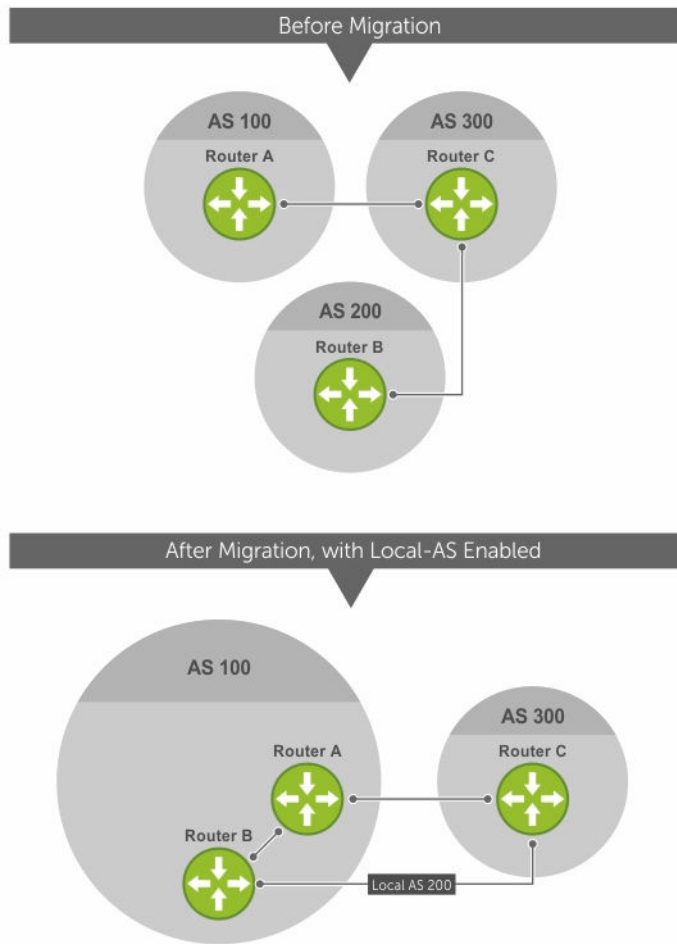 Before Migration
AS 100
AS 300
Router A
Router C
AS 200
Router B
After Migration, with Local-AS Enabled
AS 100
AS 300
Router A
Router C
Router B
Local AS 200